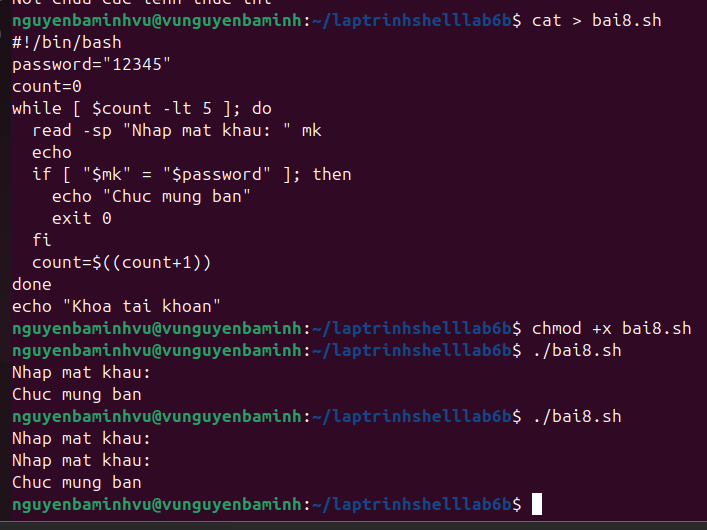 nguyenbaminhvu@vunguyenbaminh:~/laptrinhshelllab6b$ cat > bai8.sh
#!/bin/bash
password="12345"
count=0
while [ $count -lt 5 ]; do
  read -sp "Nhap mat khau: " mk
  echo
  if [ "$mk" = "$password" ]; then
    echo "Chuc mung ban"
    exit 0
  fi
  count=$((count+1))
done
echo "Khoa tai khoan"
nguyenbaminhvu@vunguyenbaminh:~/laptrinhshelllab6b$ chmod +x bai8.sh
nguyenbaminhvu@vunguyenbaminh:~/laptrinhshelllab6b$ ./bai8.sh
Nhap mat khau:
Chuc mung ban
nguyenbaminhvu@vunguyenbaminh:~/laptrinhshelllab6b$ ./bai8.sh
Nhap mat khau:
Nhap mat khau:
Chuc mung ban
nguyenbaminhvu@vunguyenbaminh:~/laptrinhshelllab6b$